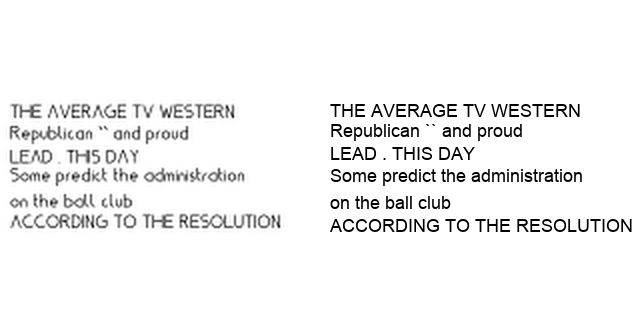 THE AVERAGE TV WESTERN
Republican `` and proud
LEAD . THIS DAY
Some predict the administration
on the ball club
ACCORDING TO THE RESOLUTION
THE AVERAGE TV WESTERN
Republican `` and proud
LEAD . THIS DAY
Some predict the administration
on the ball club
ACCORDING TO THE RESOLUTION